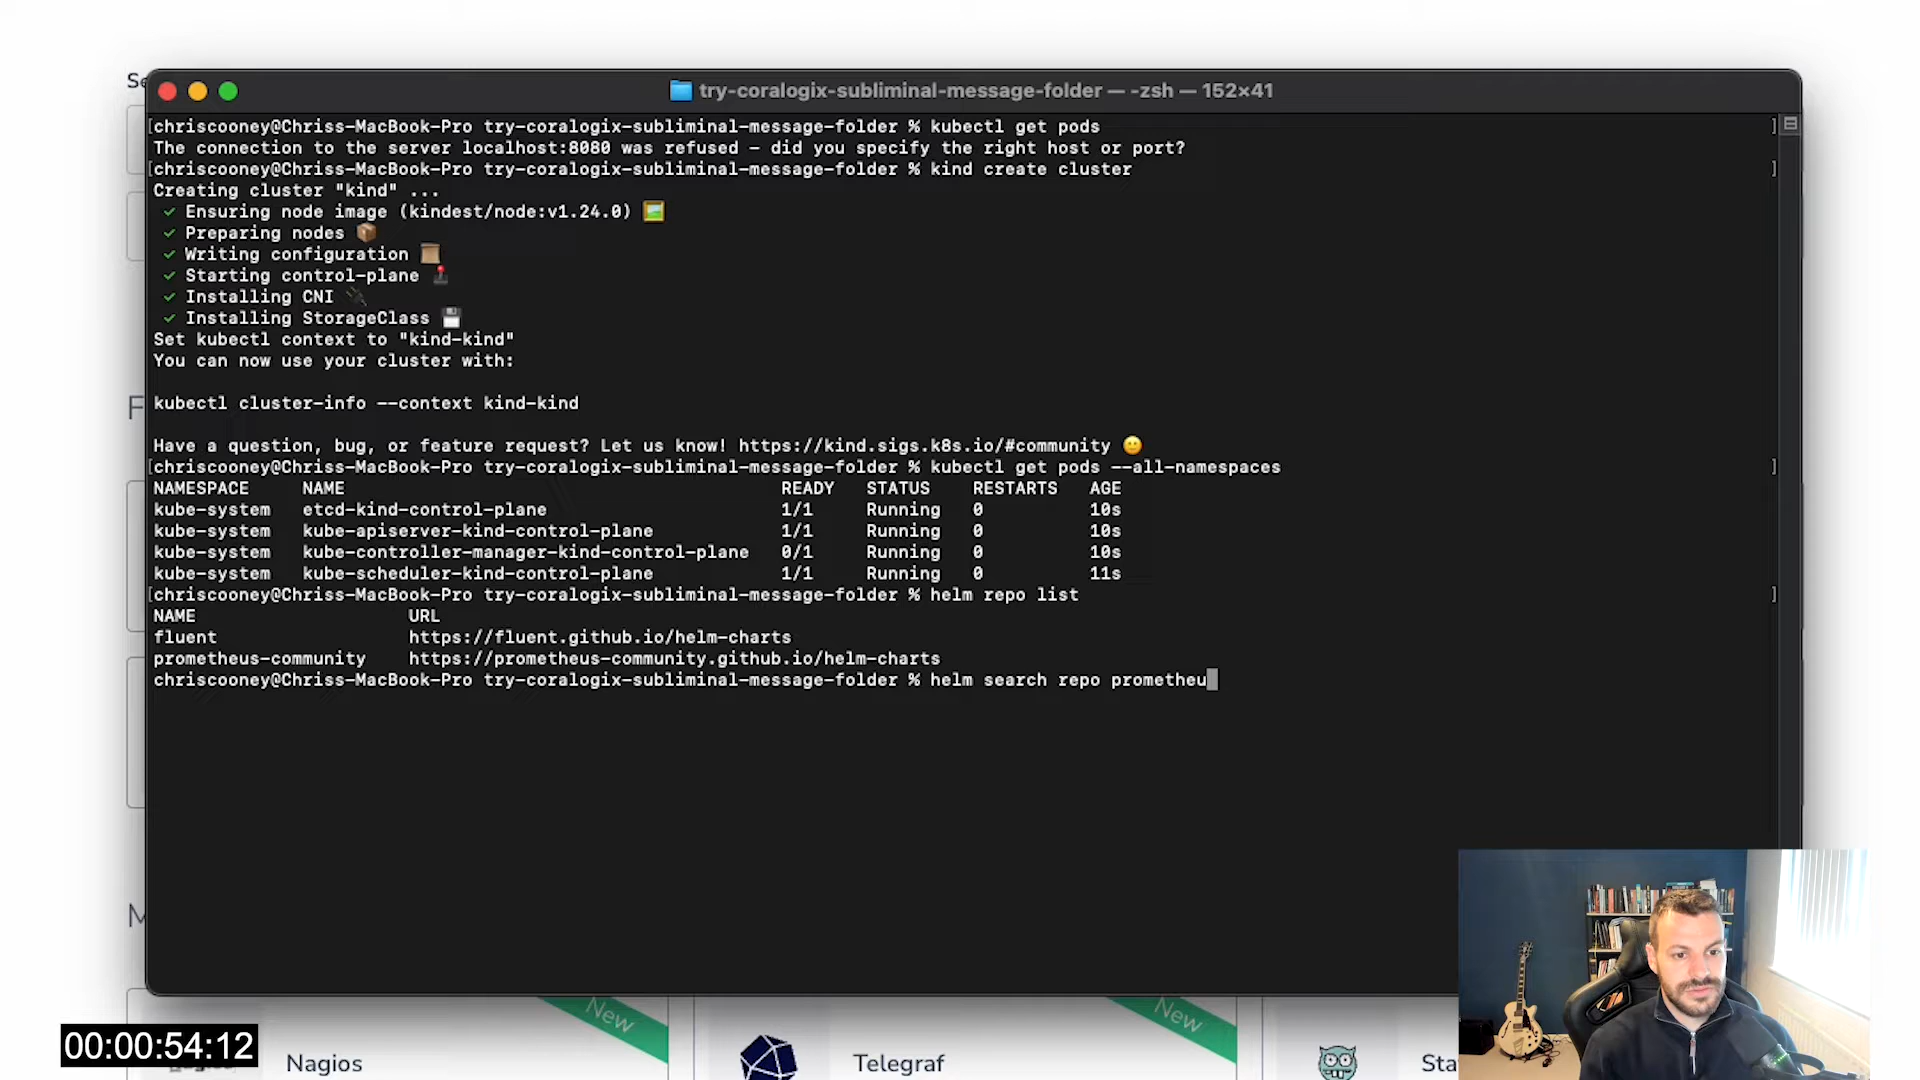 Se
try-coralogix-subliminal-message-folder — -zsh — 152×41
[chriscooney@Chriss-MacBook-Pro try-coralogix-subliminal-message-folder % kubectl get pods ]
The connection to the server localhost:8080 was refused - did you specify the right host or port?
[chriscooney@Chriss-MacBook-Pro try-coralogix-subliminal-message-folder % kind create cluster ]
Creating cluster "kind" ...
✓ Ensuring node image (kindest/node:v1.24.0) 🖼
✓ Preparing nodes 📦
✓ Writing configuration 📜
✓ Starting control-plane 🕹
✓ Installing CNI 🔌
✓ Installing StorageClass 💾
Set kubectl context to "kind-kind"
You can now use your cluster with:
kubectl cluster-info --context kind-kind
Have a question, bug, or feature request? Let us know! https://kind.sigs.k8s.io/#community 🙂
[chriscooney@Chriss-MacBook-Pro try-coralogix-subliminal-message-folder % kubectl get pods --all-namespaces ]
NAMESPACE NAME READY STATUS RESTARTS AGE
kube-system etcd-kind-control-plane 1/1 Running 0 10s
kube-system kube-apiserver-kind-control-plane 1/1 Running 0 10s
kube-system kube-controller-manager-kind-control-plane 0/1 Running 0 10s
kube-system kube-scheduler-kind-control-plane 1/1 Running 0 11s
[chriscooney@Chriss-MacBook-Pro try-coralogix-subliminal-message-folder % helm repo list ]
NAME URL
fluent https://fluent.github.io/helm-charts
prometheus-community https://prometheus-community.github.io/helm-charts
chriscooney@Chriss-MacBook-Pro try-coralogix-subliminal-message-folder % helm search repo prometheu
F
M
New
New
00:00:54:12
Nagios
Telegraf
Sta